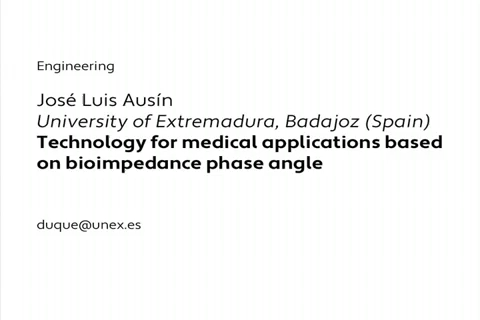 Engineering
José Luis Ausín
University of Extremadura, Badajoz (Spain)
Technology for medical applications based
on bioimpedance phase angle
duque@unex.es